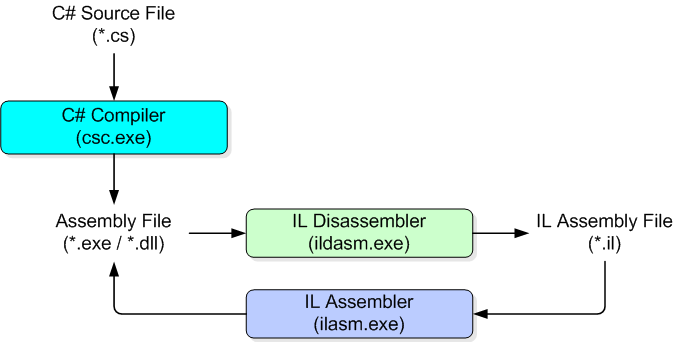 C# Source File
(*.cs)
C# Compiler
(csc.exe)
Assembly File
(*.exe / *.dll)
IL Disassembler
(ildasm.exe)
IL Assembly File
(*.il)
IL Assembler
(ilasm.exe)